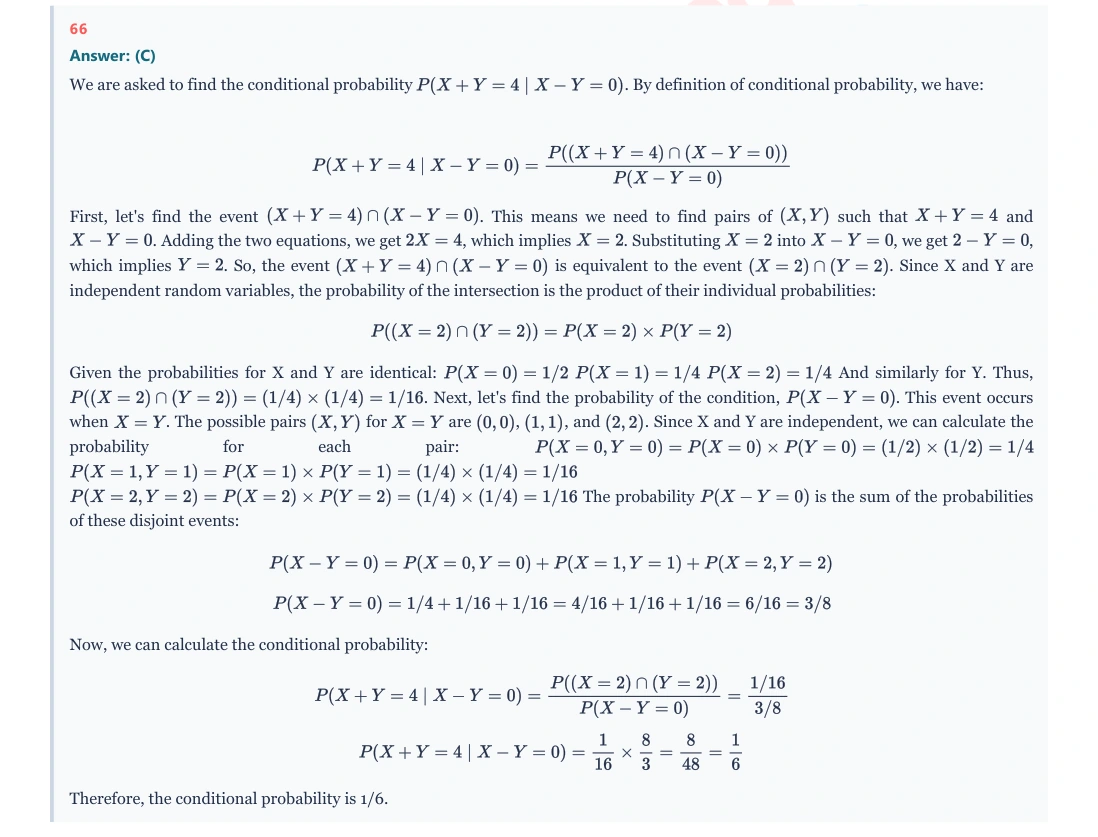 66
Answer: (C)
We are asked to find the conditional probability P(X + Y = 4 | X − Y = 0). By definition of conditional probability, we have:
P(X + Y = 4 | X − Y = 0) = P((X + Y = 4) ∩ (X − Y = 0)) / P(X − Y = 0)
First, let's find the event (X + Y = 4) ∩ (X − Y = 0). This means we need to find pairs of (X, Y) such that X + Y = 4 and
X − Y = 0. Adding the two equations, we get 2X = 4, which implies X = 2. Substituting X = 2 into X − Y = 0, we get 2 − Y = 0,
which implies Y = 2. So, the event (X + Y = 4) ∩ (X − Y = 0) is equivalent to the event (X = 2) ∩ (Y = 2). Since X and Y are
independent random variables, the probability of the intersection is the product of their individual probabilities:
P((X = 2) ∩ (Y = 2)) = P(X = 2) × P(Y = 2)
Given the probabilities for X and Y are identical: P(X = 0) = 1/2 P(X = 1) = 1/4 P(X = 2) = 1/4 And similarly for Y. Thus,
P((X = 2) ∩ (Y = 2)) = (1/4) × (1/4) = 1/16. Next, let's find the probability of the condition, P(X − Y = 0). This event occurs
when X = Y. The possible pairs (X, Y) for X = Y are (0, 0), (1, 1), and (2, 2). Since X and Y are independent, we can calculate the
probability for each pair: P(X = 0, Y = 0) = P(X = 0) × P(Y = 0) = (1/2) × (1/2) = 1/4
P(X = 1, Y = 1) = P(X = 1) × P(Y = 1) = (1/4) × (1/4) = 1/16
P(X = 2, Y = 2) = P(X = 2) × P(Y = 2) = (1/4) × (1/4) = 1/16 The probability P(X − Y = 0) is the sum of the probabilities
of these disjoint events:
P(X − Y = 0) = P(X = 0, Y = 0) + P(X = 1, Y = 1) + P(X = 2, Y = 2)
P(X − Y = 0) = 1/4 + 1/16 + 1/16 = 4/16 + 1/16 + 1/16 = 6/16 = 3/8
Now, we can calculate the conditional probability:
P(X + Y = 4 | X − Y = 0) = P((X = 2) ∩ (Y = 2)) / P(X − Y = 0) = 1/16 / 3/8
P(X + Y = 4 | X − Y = 0) = 1/16 × 8/3 = 8/48 = 1/6
Therefore, the conditional probability is 1/6.